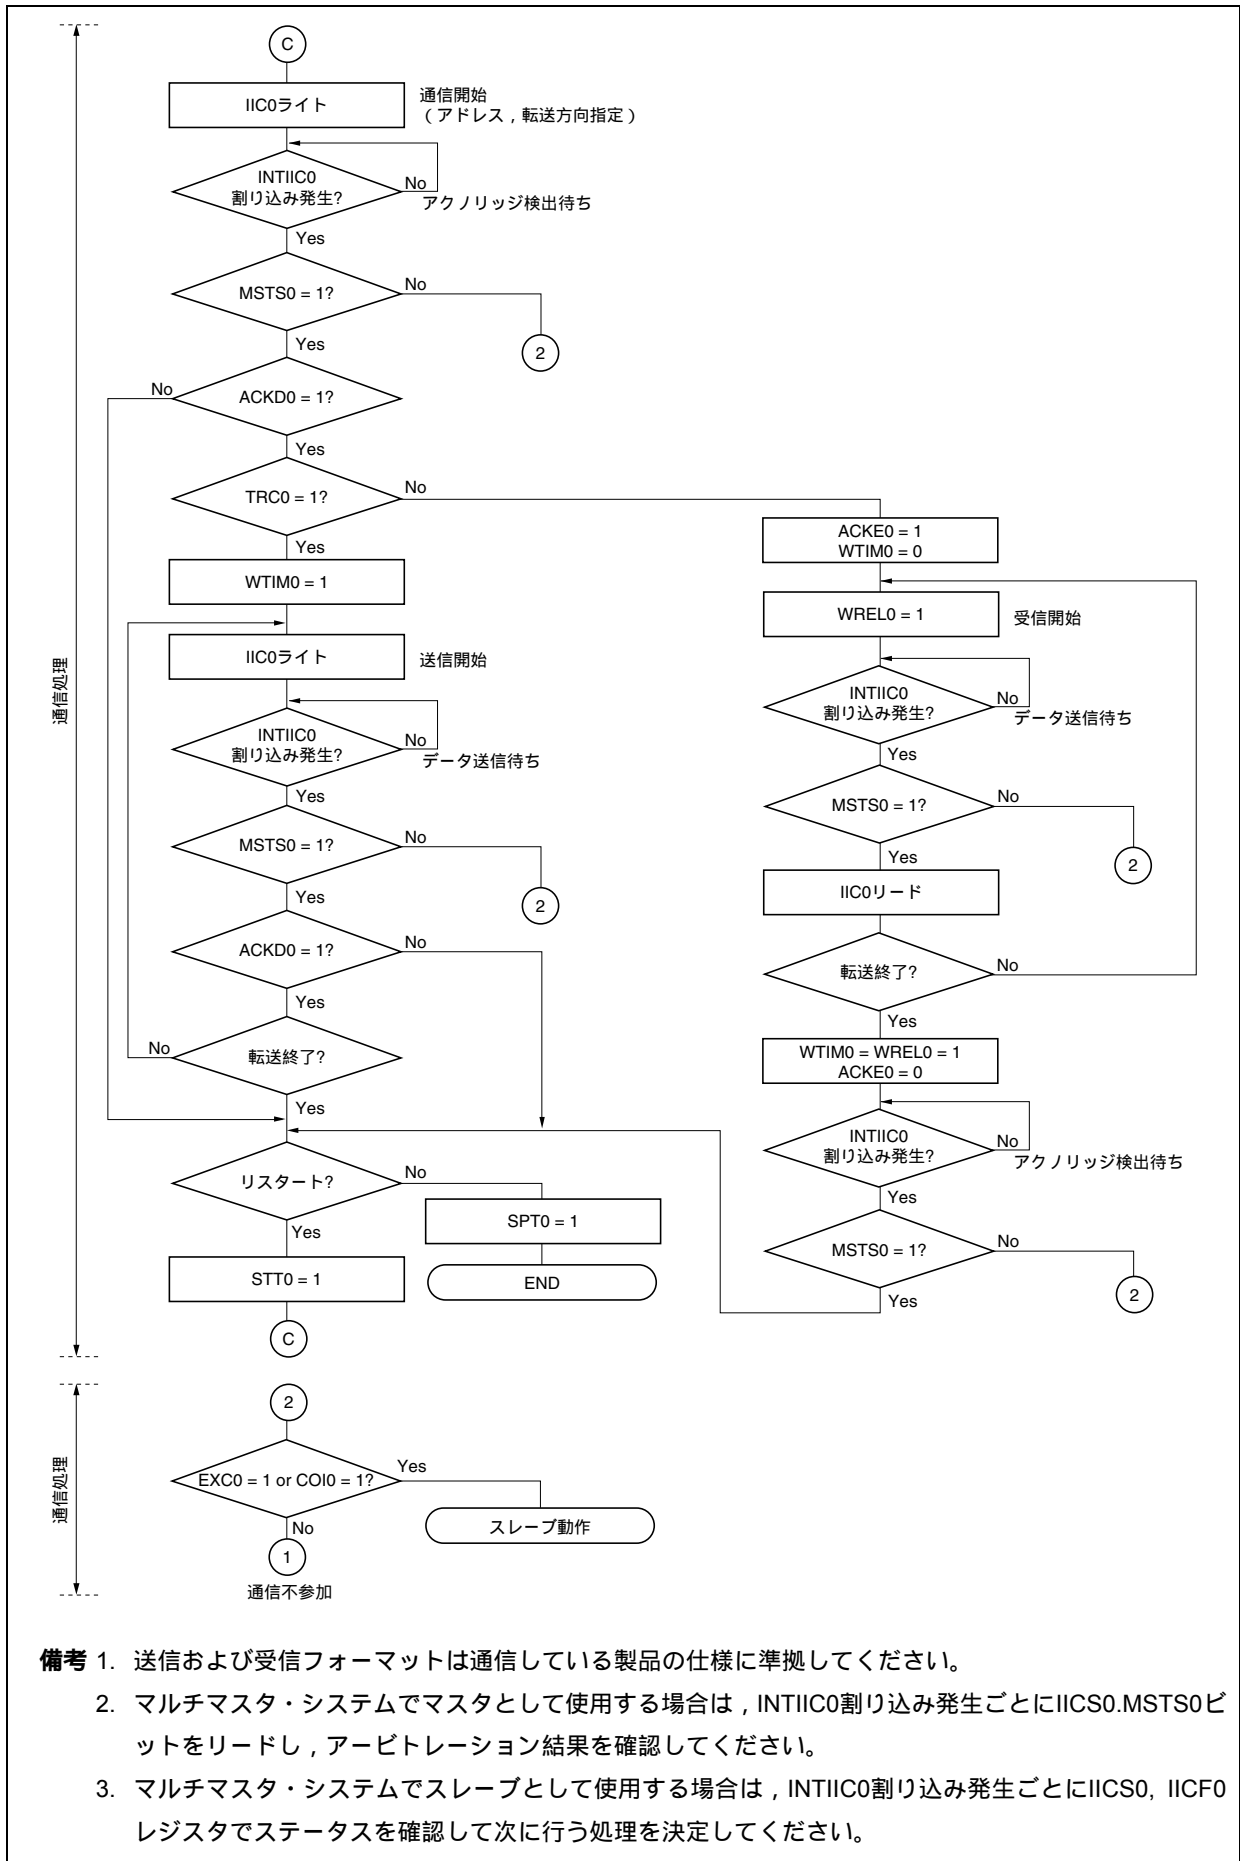 C
IIC0ライト
通信開始
（アドレス，転送方向指定）
INTIIC0
割り込み発生?
No
アクノリッジ検出待ち
Yes
MSTS0 = 1?
No
2
Yes
No
ACKD0 = 1?
Yes
TRC0 = 1?
No
Yes
WTIM0 = 1
IIC0ライト
送信開始
INTIIC0
割り込み発生?
No
データ送信待ち
Yes
MSTS0 = 1?
No
2
Yes
ACKD0 = 1?
No
Yes
No
転送終了?
Yes
リスタート?
No
Yes
SPT0 = 1
END
STT0 = 1
C
通信処理
ACKE0 = 1
WTIM0 = 0
WREL0 = 1
受信開始
INTIIC0
割り込み発生?
No
データ送信待ち
Yes
MSTS0 = 1?
No
2
Yes
IIC0リード
転送終了?
No
Yes
WTIM0 = WREL0 = 1
ACKE0 = 0
INTIIC0
割り込み発生?
No
アクノリッジ検出待ち
Yes
MSTS0 = 1?
No
2
Yes
通信処理
2
EXC0 = 1 or COI0 = 1?
Yes
スレーブ動作
No
1
通信不参加
備考 1. 送信および受信フォーマットは通信している製品の仕様に準拠してください。
2. マルチマスタ・システムでマスタとして使用する場合は，INTIIC0割り込み発生ごとにIICS0.MSTS0ビ
ットをリードし，アービトレーション結果を確認してください。
3. マルチマスタ・システムでスレーブとして使用する場合は，INTIIC0割り込み発生ごとにIICS0, IICF0
レジスタでステータスを確認して次に行う処理を決定してください。